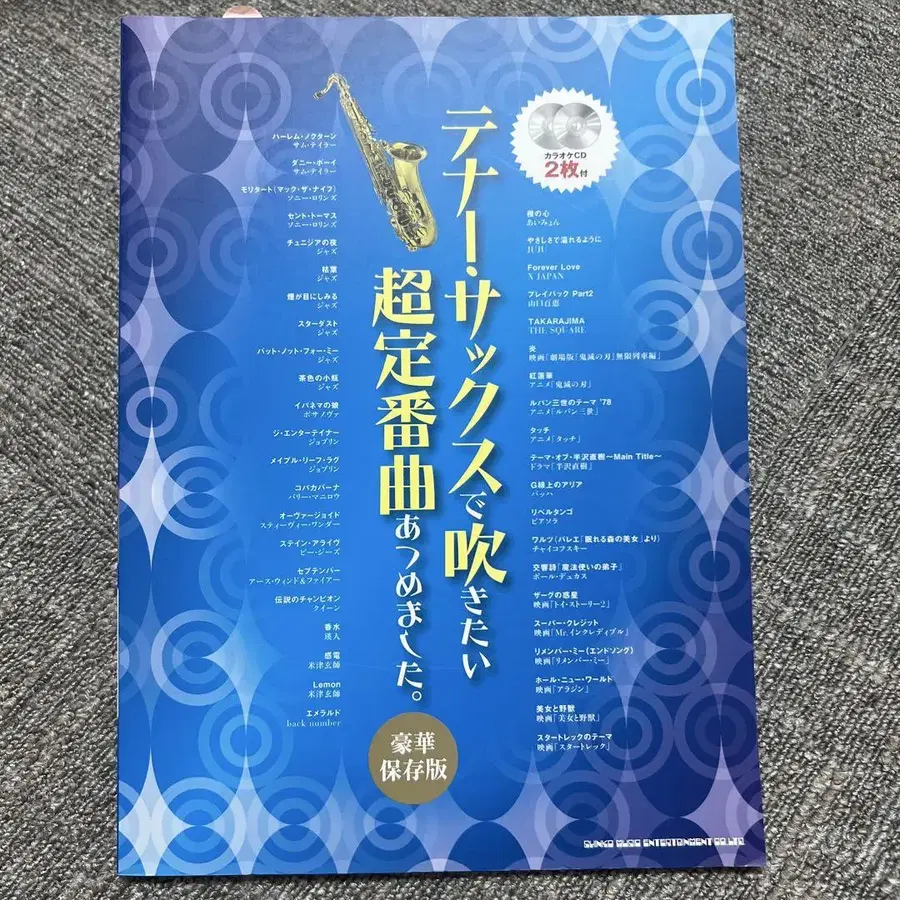 テナー・サックスで吹きたい
超定番曲あつめました。
豪華
保存版
カラオケCD
2枚付
ハーレム・ノクターン
サム・テイラー
ダニー・ボーイ
サム・テイラー
モリタート(マック・ザ・ナイフ)
ソニー・ロリンズ
セント・トーマス
ソニー・ロリンズ
チュニジアの夜
ジャズ
枯葉
ジャズ
煙が目にしみる
ジャズ
スターダスト
ジャズ
バット・ノット・フォー・ミー
ジャズ
茶色の小瓶
ジャズ
イパネマの娘
ボサノヴァ
ジ・エンターテイナー
ジョプリン
メイプル・リーフ・ラグ
ジョプリン
コパカバーナ
バリー・マニロウ
オーヴァージョイド
スティーヴィー・ワンダー
ステイン・アライヴ
ビー・ジーズ
セプテンバー
アース・ウィンド&ファイアー
伝説のチャンピオン
クイーン
香水
瑛人
感電
米津玄師
Lemon
米津玄師
エメラルド
back number
裸の心
あいみょん
やさしさで溢れるように
JUJU
Forever Love
X JAPAN
プレイバック Part2
山口百恵
TAKARAJIMA
THE SQUARE
炎
映画「劇場版「鬼滅の刃」無限列車編」
紅蓮華
アニメ「鬼滅の刃」
ルパン三世のテーマ '78
アニメ「ルパン三世」
タッチ
アニメ「タッチ」
テーマ・オブ・半沢直樹〜Main Title〜
ドラマ「半沢直樹」
G線上のアリア
バッハ
リベルタンゴ
ピアソラ
ワルツ(バレエ「眠れる森の美女」より)
チャイコフスキー
交響詩「魔法使いの弟子」
ポール・デュカス
ザーグの惑星
映画「トイ・ストーリー2」
スーパー・クレジット
映画「Mr.インクレディブル」
リメンバー・ミー(エンドソング)
映画「リメンバー・ミー」
ホール・ニュー・ワールド
映画「アラジン」
美女と野獣
映画「美女と野獣」
スタートレックのテーマ
映画「スタートレック」
SHINKO MUSIC ENTERTAINMENT CO.,LTD.